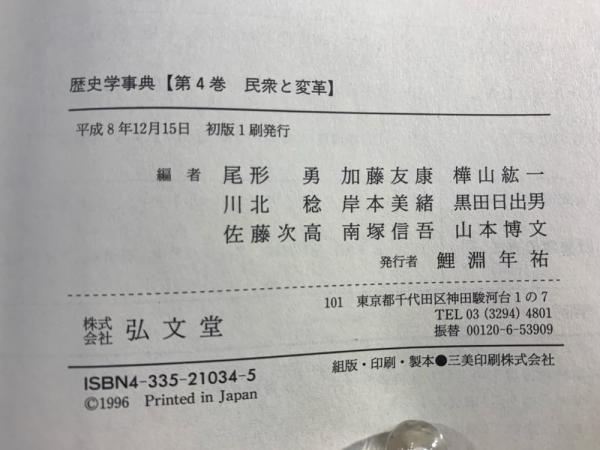 歴史学事典【第4巻 民衆と変革】
平成8年12月15日 初版1刷発行
編者 尾形 勇 加藤友康 樺山紘一
川北 稔 岸本美緒 黒田日出男
佐藤次高 南塚信吾 山本博文
発行者 鯉淵年祐
株式会社 弘文堂
101 東京都千代田区神田駿河台1の7
TEL 03 (3294) 4801
振替 00120-6-53909
組版・印刷・製本●三美印刷株式会社
ISBN4-335-21034-5
©1996 Printed in Japan